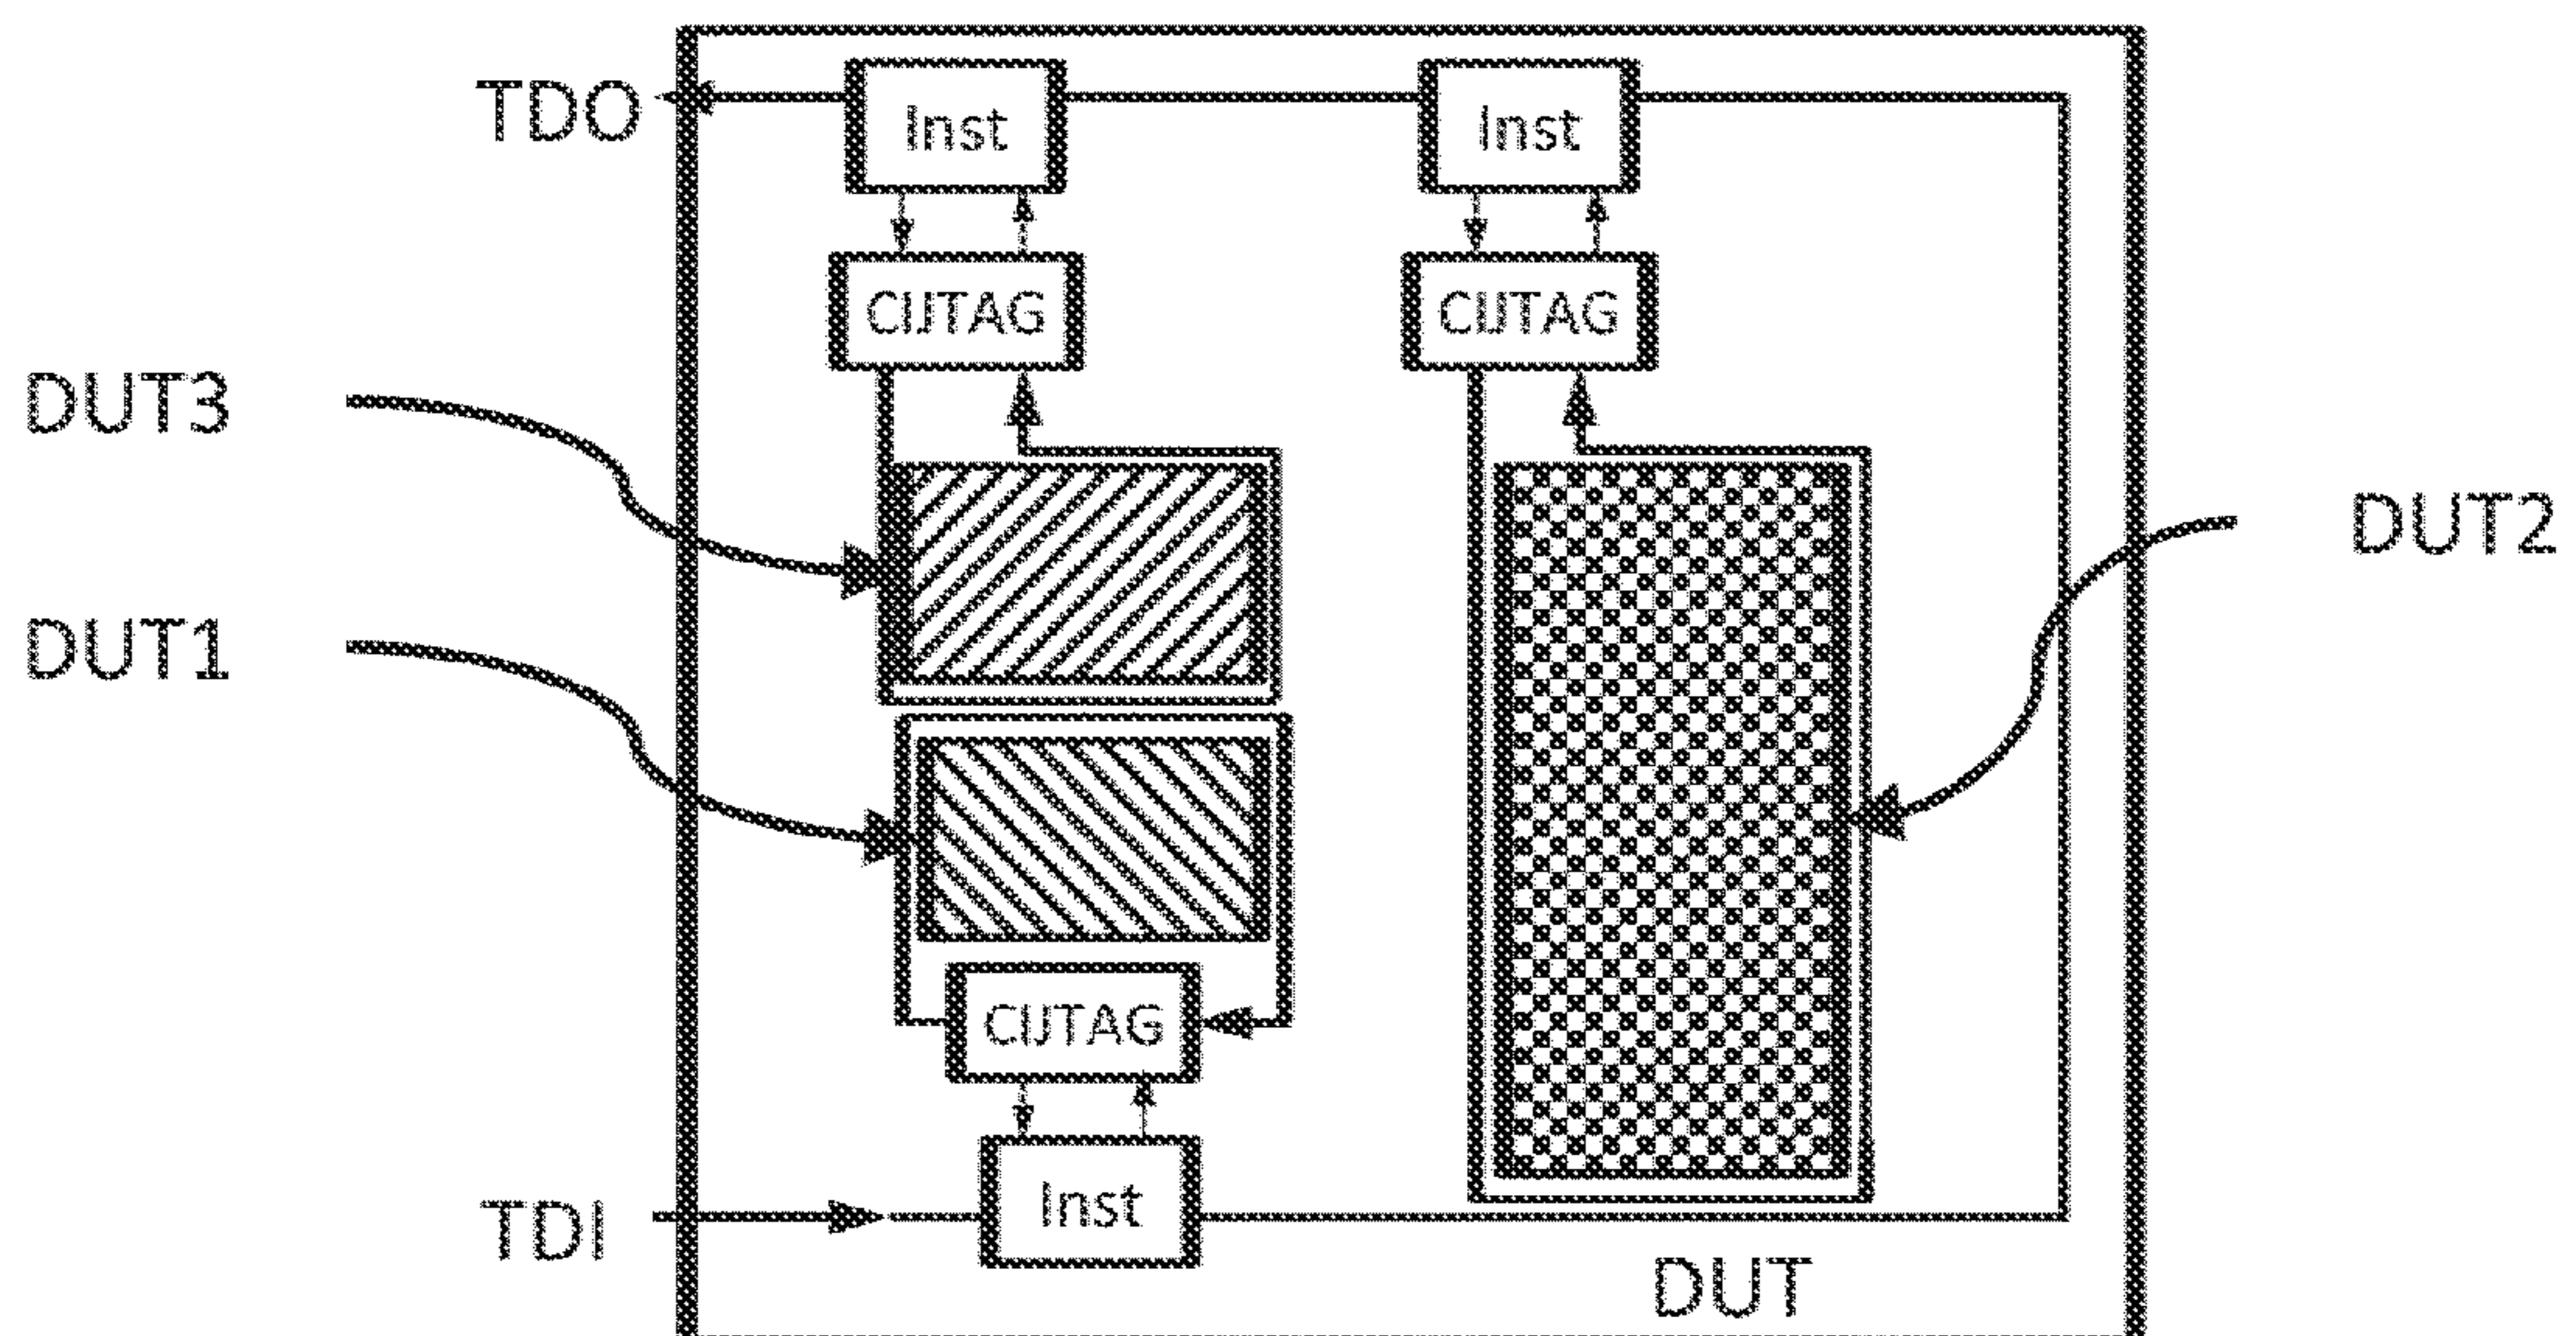 TDO
Inst
Inst
CIJTAG
CIJTAG
DUT3
DUT2
DUT1
CIJTAG
TDI
Inst
DUT